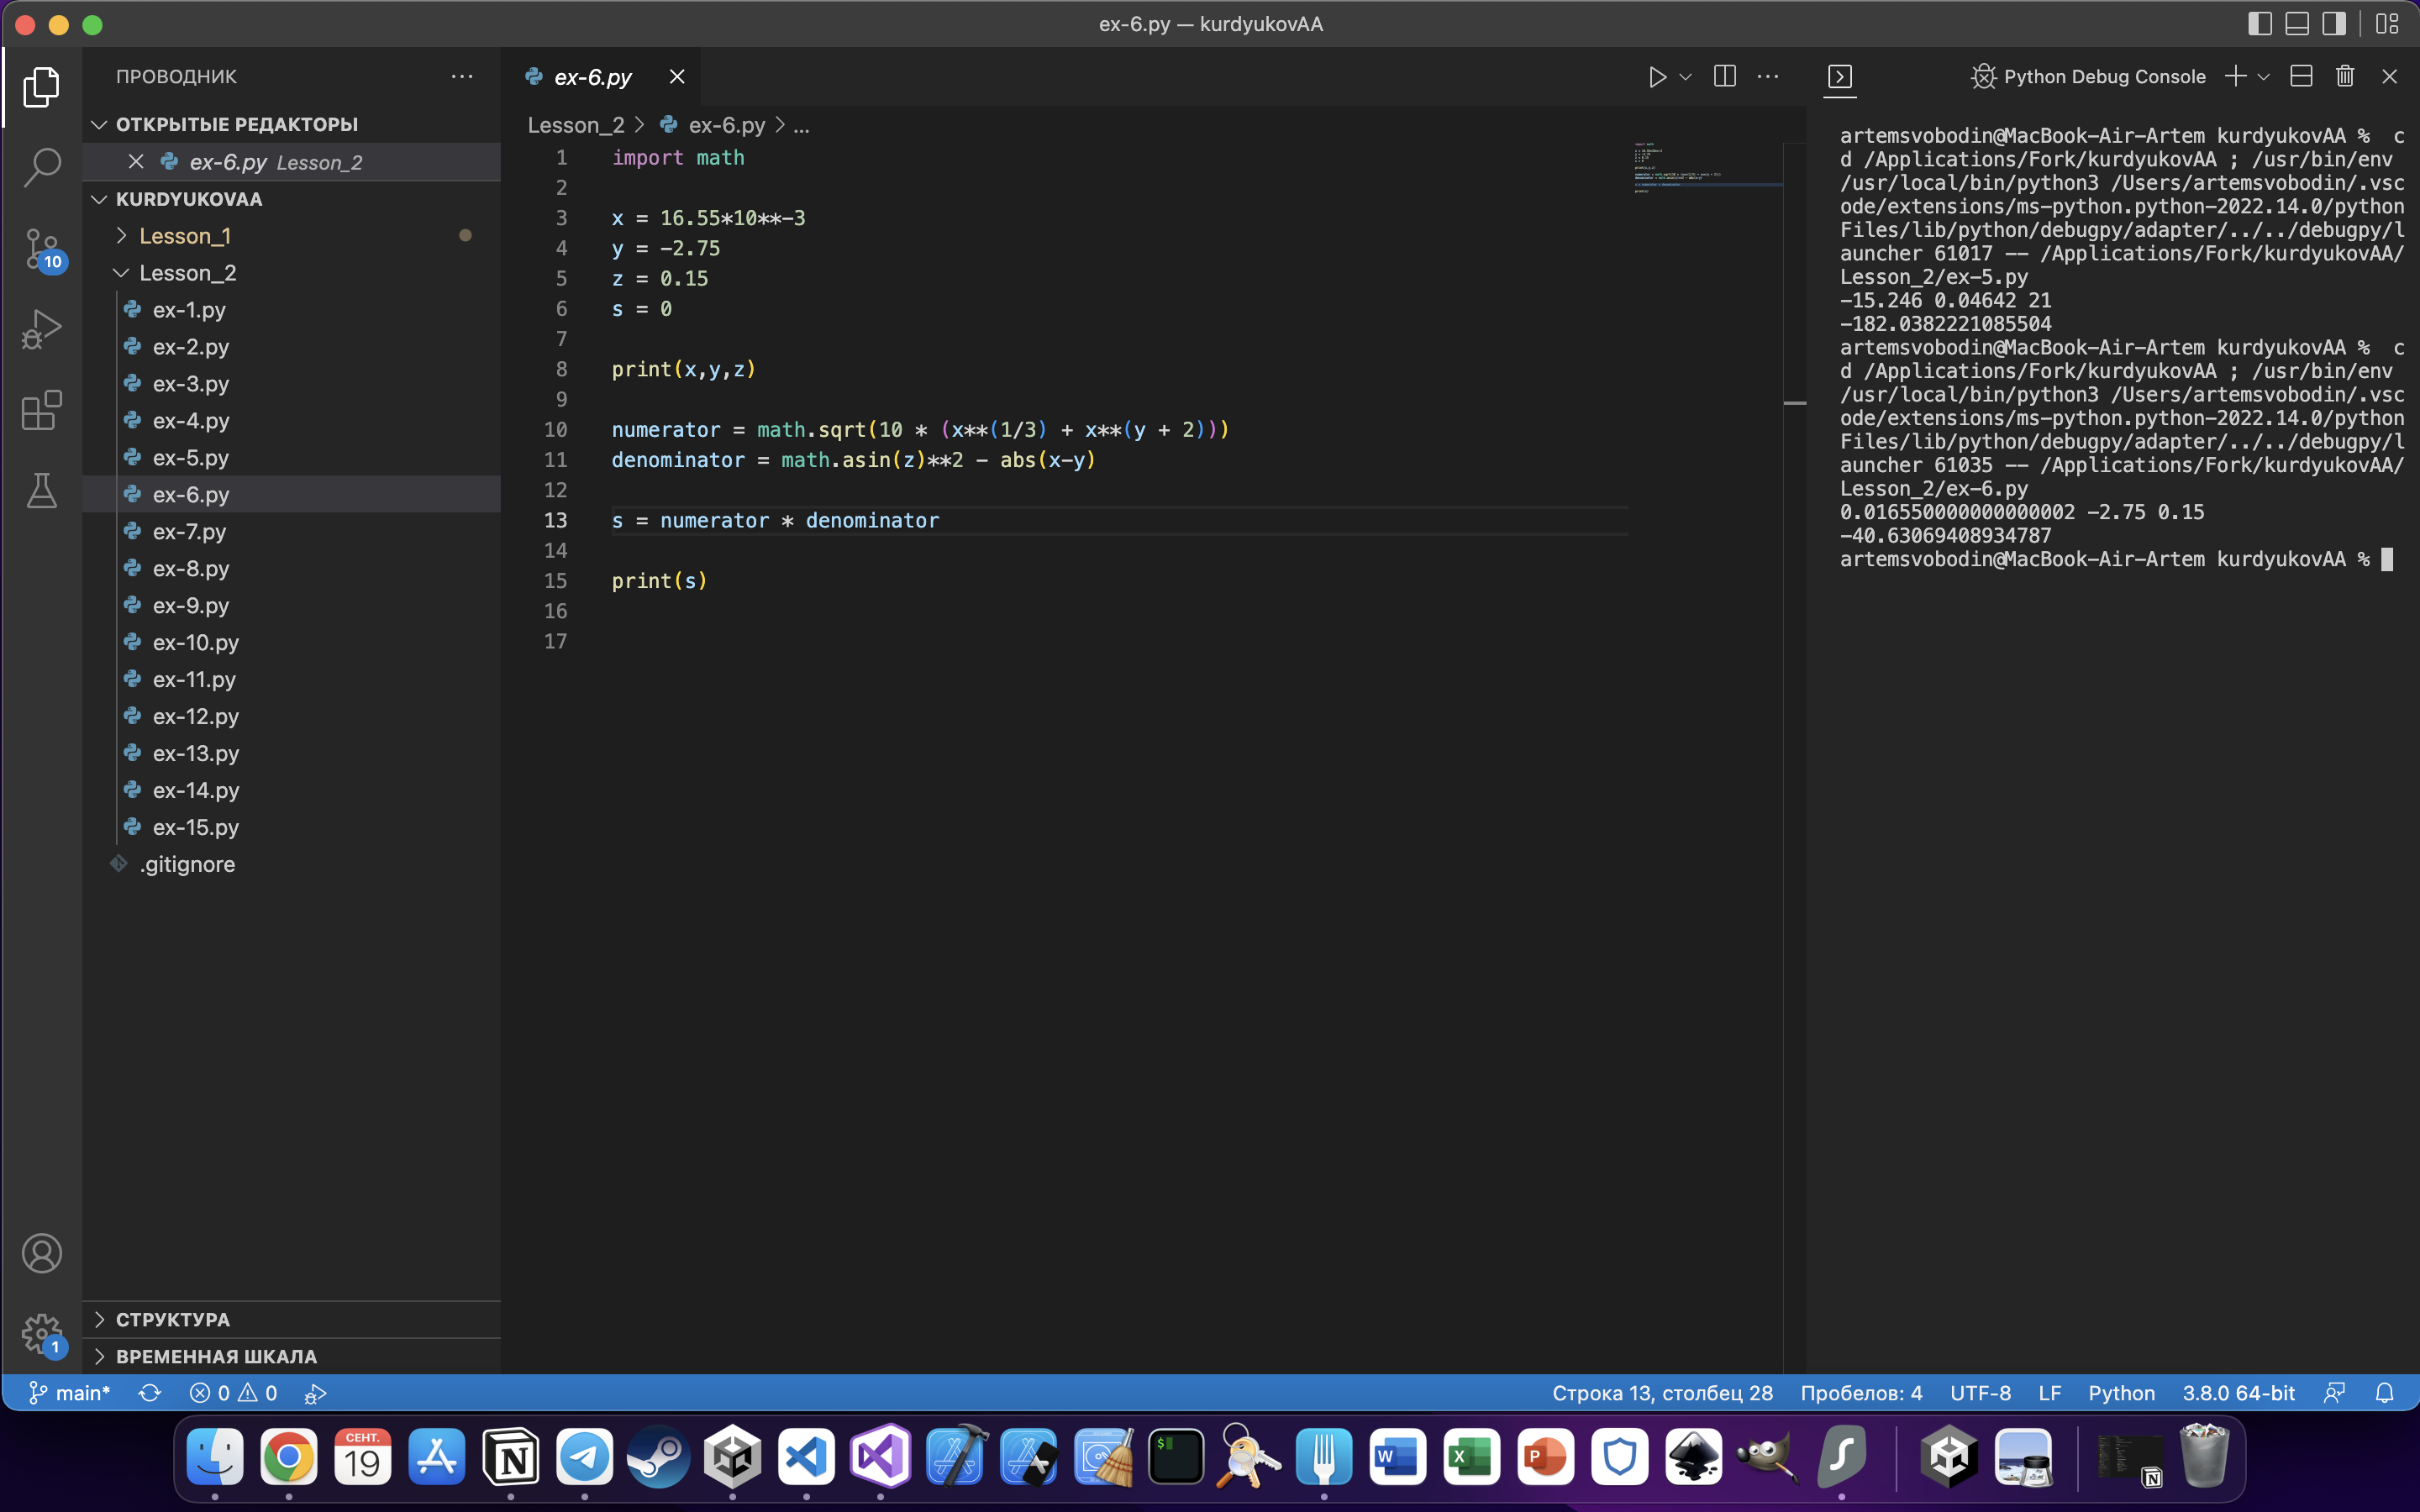 ex-6.py — kurdyukovAA
ПРОВОДНИК
ОТКРЫТЫЕ РЕДАКТОРЫ
ex-6.py Lesson_2
KURDYUKOVAA
Lesson_1
Lesson_2
ex-1.py
ex-2.py
ex-3.py
ex-4.py
ex-5.py
ex-6.py
ex-7.py
ex-8.py
ex-9.py
ex-10.py
ex-11.py
ex-12.py
ex-13.py
ex-14.py
ex-15.py
.gitignore
СТРУКТУРА
ВРЕМЕННАЯ ШКАЛА
10
1
ex-6.py
Lesson_2 > ex-6.py > ...
1 import math
2
3 x = 16.55*10**-3
4 y = -2.75
5 z = 0.15
6 s = 0
7
8 print(x,y,z)
9
10 numerator = math.sqrt(10 * (x**(1/3) + x**(y + 2)))
11 denominator = math.asin(z)**2 - abs(x-y)
12
13 s = numerator * denominator
14
15 print(s)
16
17
Python Debug Console
artemsvobodin@MacBook-Air-Artem kurdyukovAA %  c
d /Applications/Fork/kurdyukovAA ; /usr/bin/env
/usr/local/bin/python3 /Users/artemsvobodin/.vsc
ode/extensions/ms-python.python-2022.14.0/python
Files/lib/python/debugpy/adapter/../../debugpy/l
auncher 61017 -- /Applications/Fork/kurdyukovAA/
Lesson_2/ex-5.py
-15.246 0.04642 21
-182.0382221085504
artemsvobodin@MacBook-Air-Artem kurdyukovAA %  c
d /Applications/Fork/kurdyukovAA ; /usr/bin/env
/usr/local/bin/python3 /Users/artemsvobodin/.vsc
ode/extensions/ms-python.python-2022.14.0/python
Files/lib/python/debugpy/adapter/../../debugpy/l
auncher 61035 -- /Applications/Fork/kurdyukovAA/
Lesson_2/ex-6.py
0.016550000000000002 -2.75 0.15
-40.63069408934787
artemsvobodin@MacBook-Air-Artem kurdyukovAA %
main* 0 0
Строка 13, столбец 28 Пробелов: 4 UTF-8 LF Python 3.8.0 64-bit
СЕНТ.
19